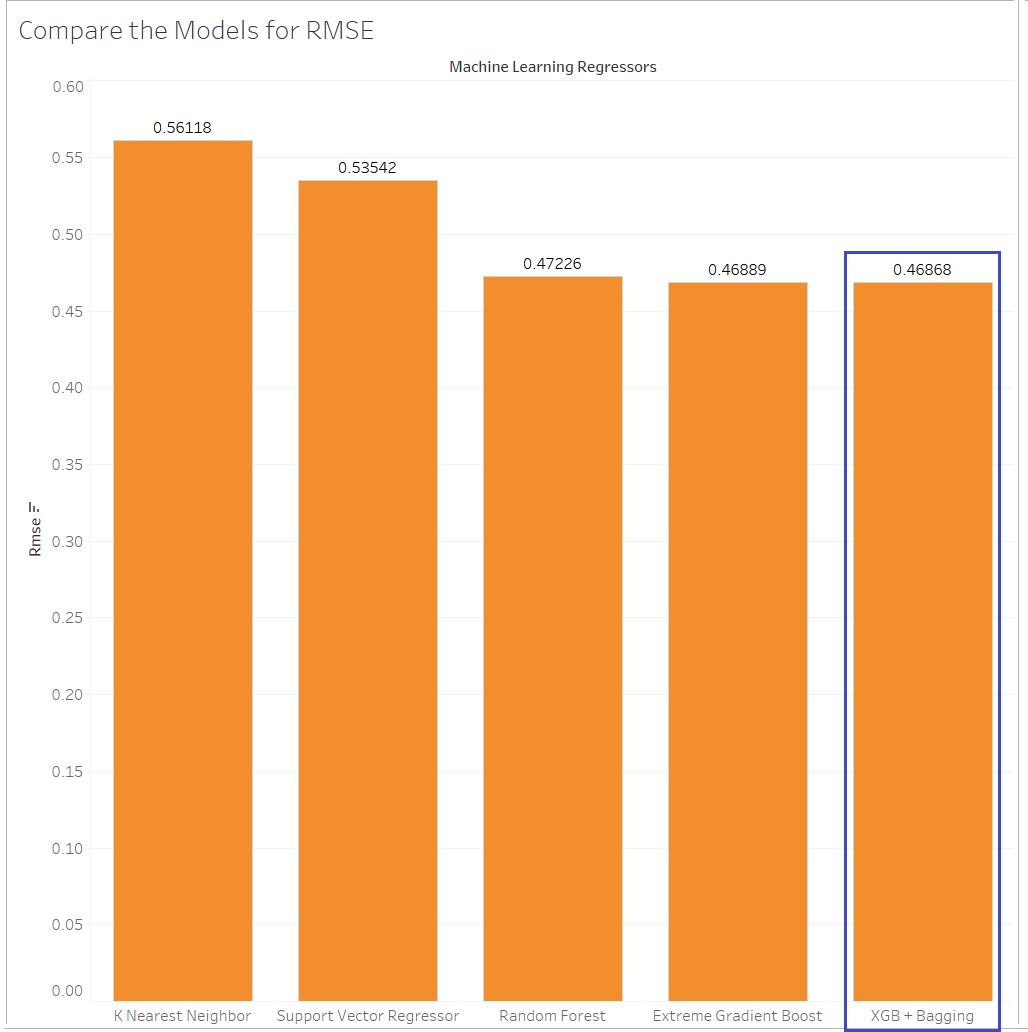 Compare the Models for RMSE
Machine Learning Regressors
0.60
0.55
0.50
0.45
0.40
0.35
0.30
0.25
0.20
0.15
0.10
0.05
0.00
Rmse
0.56118
0.53542
0.47226
0.46889
0.46868
K Nearest Neighbor
Support Vector Regressor
Random Forest
Extreme Gradient Boost
XGB + Bagging